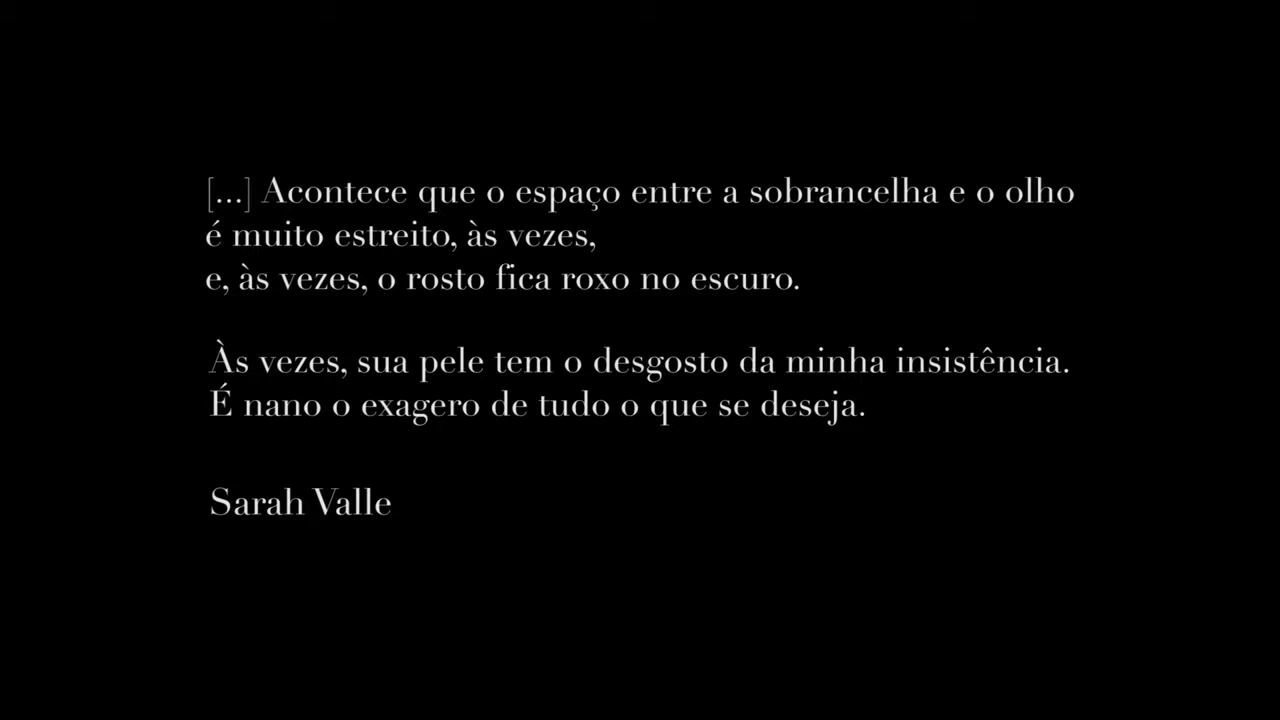 [...] Acontece que o espaço entre a sobrancelha e o olho
é muito estreito, às vezes,
e, às vezes, o rosto fica roxo no escuro.
Às vezes, sua pele tem o desgosto da minha insistência.
É nano o exagero de tudo o que se deseja.
Sarah Valle